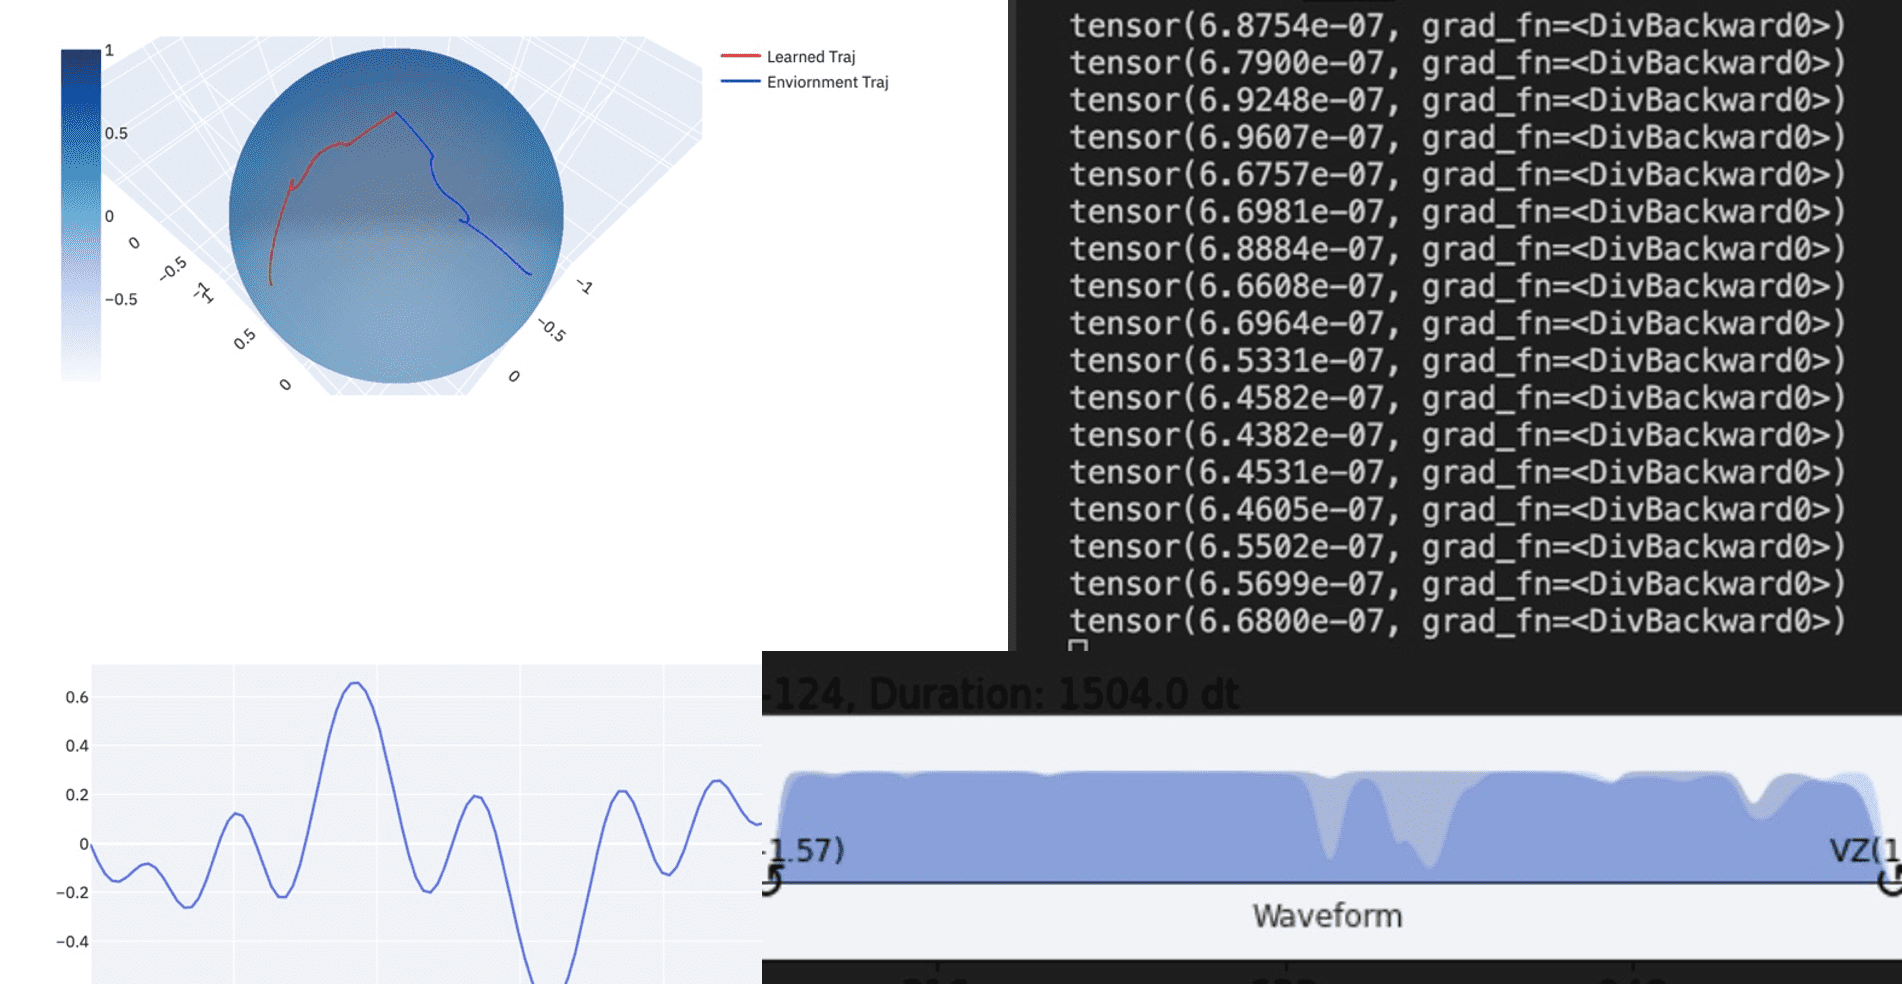 1
0.5
0
−0.5
Learned Traj
Enviornment Traj
0
−0.5
−1
−1
0.5
0
−1
−0.5
0
0
tensor(6.8754e−07, grad_fn=<DivBackward0>)
tensor(6.7900e−07, grad_fn=<DivBackward0>)
tensor(6.9248e−07, grad_fn=<DivBackward0>)
tensor(6.9607e−07, grad_fn=<DivBackward0>)
tensor(6.6757e−07, grad_fn=<DivBackward0>)
tensor(6.6981e−07, grad_fn=<DivBackward0>)
tensor(6.8884e−07, grad_fn=<DivBackward0>)
tensor(6.6608e−07, grad_fn=<DivBackward0>)
tensor(6.6964e−07, grad_fn=<DivBackward0>)
tensor(6.5331e−07, grad_fn=<DivBackward0>)
tensor(6.4582e−07, grad_fn=<DivBackward0>)
tensor(6.4382e−07, grad_fn=<DivBackward0>)
tensor(6.4531e−07, grad_fn=<DivBackward0>)
tensor(6.4605e−07, grad_fn=<DivBackward0>)
tensor(6.5502e−07, grad_fn=<DivBackward0>)
tensor(6.5699e−07, grad_fn=<DivBackward0>)
tensor(6.6800e−07, grad_fn=<DivBackward0>)
0.6
0.4
0.2
0
−0.2
−0.4
-124, Duration: 1504.0 dt
-1.57)
VZ(1
Waveform